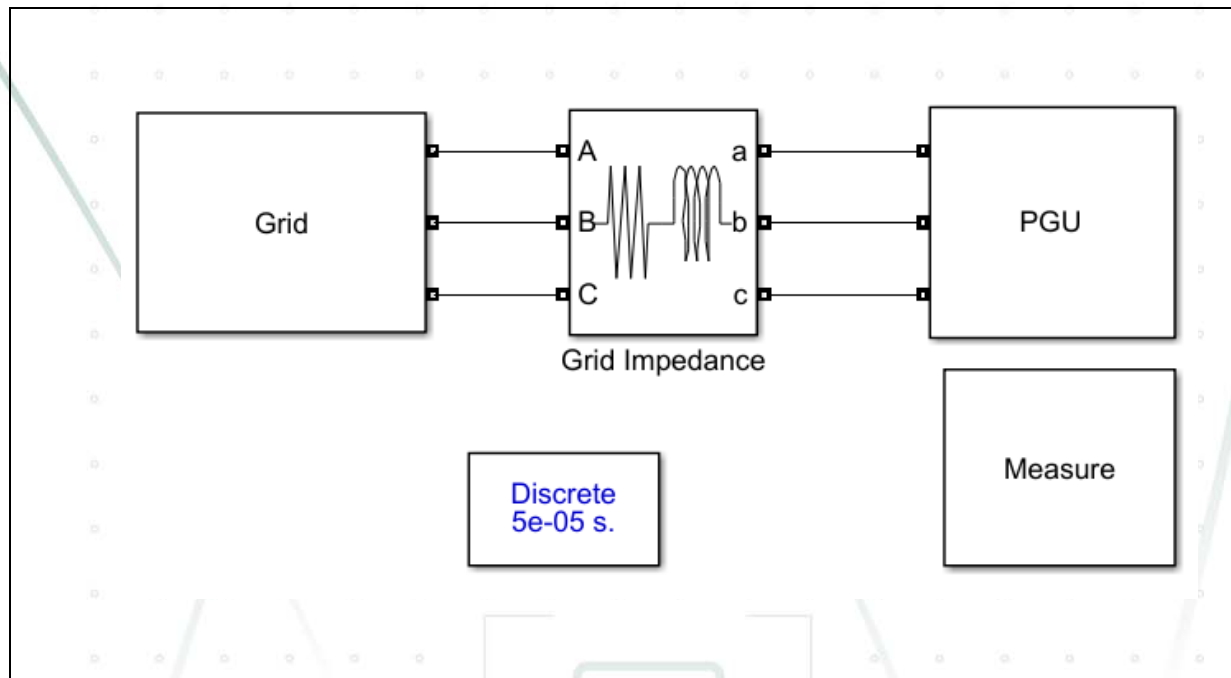 Grid
A
B
C
a
b
c
Grid Impedance
PGU
Discrete
5e-05 s.
Measure